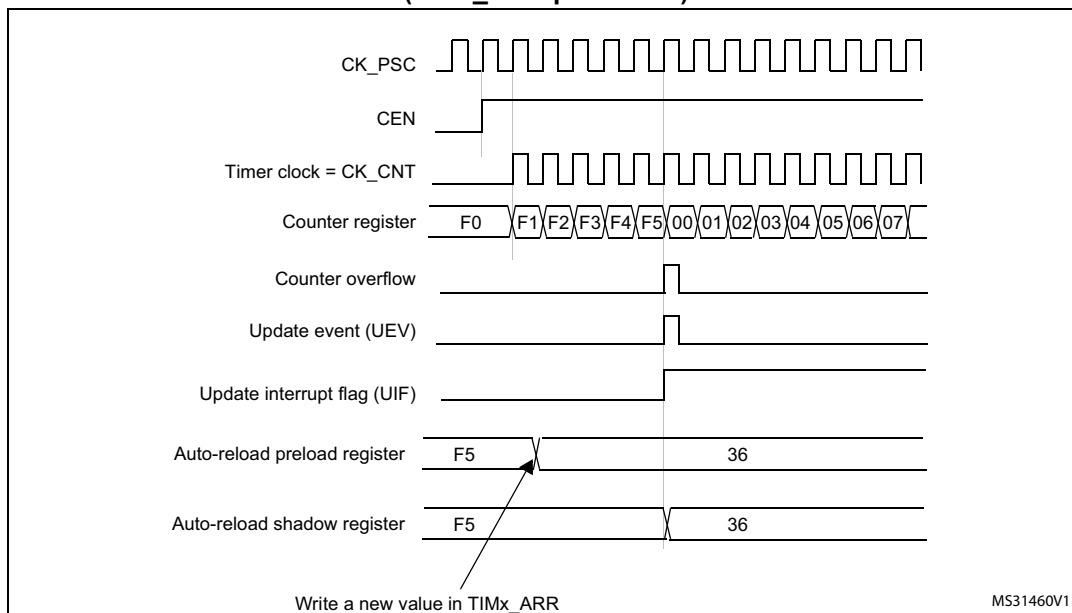 CK_PSC
CEN
Timer clock = CK_CNT
Counter register F0 F1 F2 F3 F4 F5 00 01 02 03 04 05 06 07
Counter overflow
Update event (UEV)
Update interrupt flag (UIF)
Auto-reload preload register F5 36
Auto-reload shadow register F5 36
Write a new value in TIMx_ARR
MS31460V1